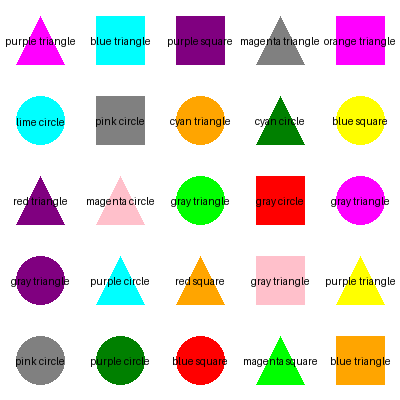 purple triangle blue triangle purple square magenta triangle orange triangle
lime circle pink circle cyan triangle cyan circle blue square
red triangle magenta circle gray triangle gray circle gray triangle
gray triangle purple circle red square gray triangle purple triangle
pink circle purple circle blue square magenta square blue triangle